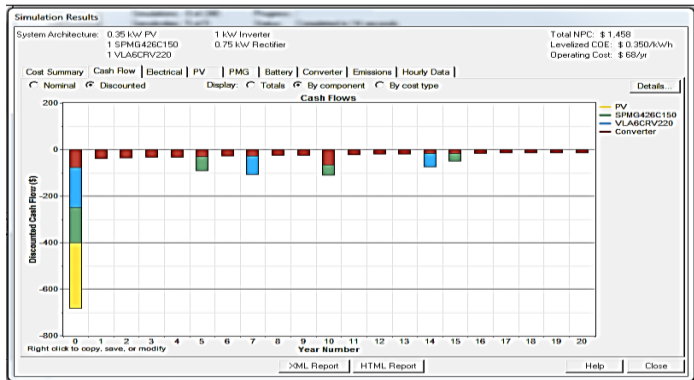 Simulation Results
System Architecture: 0.35 kW PV 1 kW Inverter Total NPC: $ 1,458
1 SPMG426C150 0.75 kW Rectifier Levelized COE: $ 0.350/kWh
1 VLA6CRV220 Operating Cost: $ 68/yr
Cost Summary Cash Flow Electrical PV PMG Battery Converter Emissions Hourly Data
Nominal Discounted Display: Totals By component By cost type Details...
Cash Flows
PV
SPMG426C150
VLA6CRV220
Converter
200
0
-200
-400
-600
-800
Discounted Cash Flow ($)
0 1 2 3 4 5 6 7 8 9 10 11 12 13 14 15 16 17 18 19 20
Right click to copy, save, or modify Year Number
XML Report HTML Report Help Close